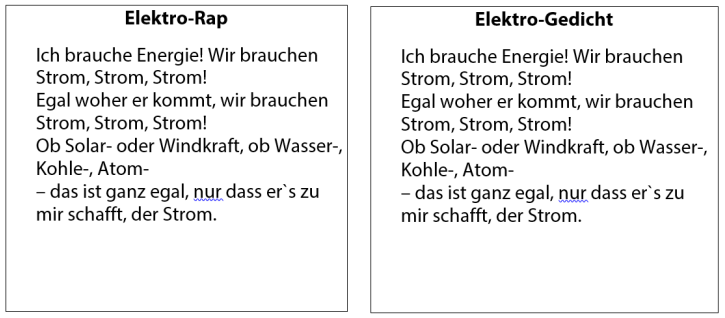 Elektro-Rap
Ich brauche Energie! Wir brauchen
Strom, Strom, Strom!
Egal woher er kommt, wir brauchen
Strom, Strom, Strom!
Ob Solar- oder Windkraft, ob Wasser-,
Kohle-, Atom-
– das ist ganz egal, nur dass er`s zu
mir schafft, der Strom.
Elektro-Gedicht
Ich brauche Energie! Wir brauchen
Strom, Strom, Strom!
Egal woher er kommt, wir brauchen
Strom, Strom, Strom!
Ob Solar- oder Windkraft, ob Wasser-,
Kohle-, Atom-
– das ist ganz egal, nur dass er`s zu
mir schafft, der Strom.